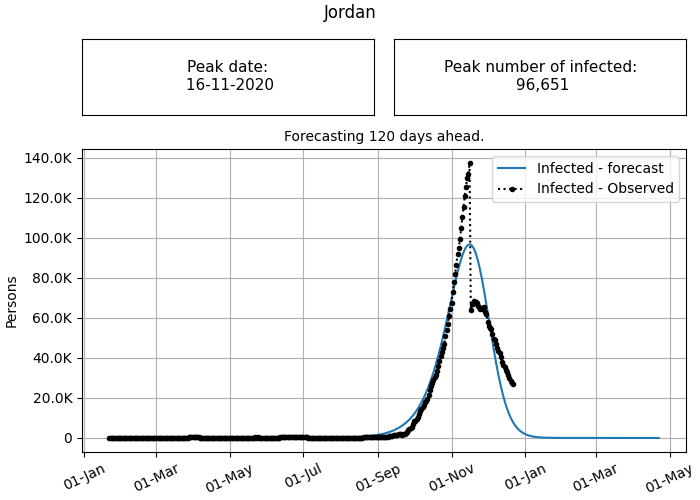 Jordan
Peak date:
16-11-2020
Peak number of infected:
96,651
Forecasting 120 days ahead.
Infected - forecast
Infected - Observed
Persons
140.0K
120.0K
100.0K
80.0K
60.0K
40.0K
20.0K
0
01-Jan
01-Mar
01-May
01-Jul
01-Sep
01-Nov
01-Jan
01-Mar
01-May